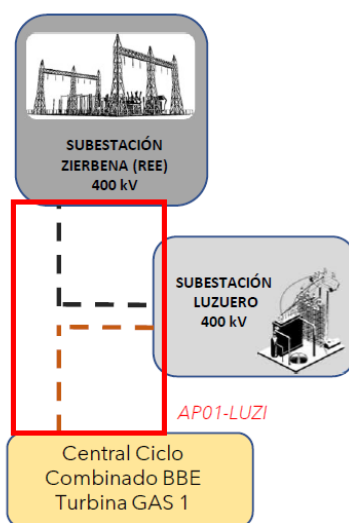 SUBESTACIÓN
ZIERBENA (REE)
400 kV
SUBESTACIÓN
LUZUERO
400 kV
AP01-LUZI
Central Ciclo
Combinado BBE
Turbina GAS 1